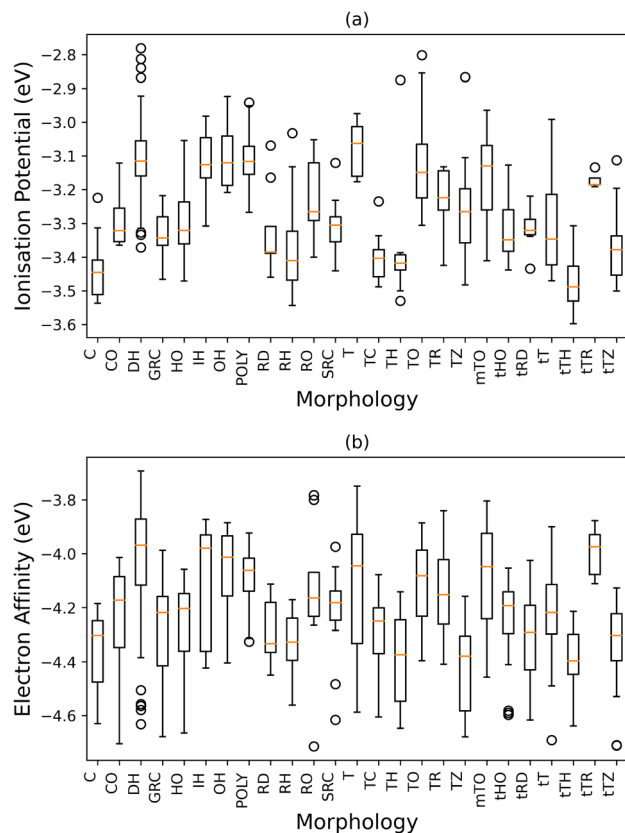 (a)
Ionisation Potential (eV)
−2.8
−2.9
−3.0
−3.1
−3.2
−3.3
−3.4
−3.5
−3.6
C CO DH GRC HO IH OH POLY RD RH RO SRC T TC TH TO TR TZ mTO tHO tRD tT tTH tTR tTZ
Morphology
(b)
Electron Affinity (eV)
−3.8
−4.0
−4.2
−4.4
−4.6
C CO DH GRC HO IH OH POLY RD RH RO SRC T TC TH TO TR TZ mTO tHO tRD tT tTH tTR tTZ
Morphology